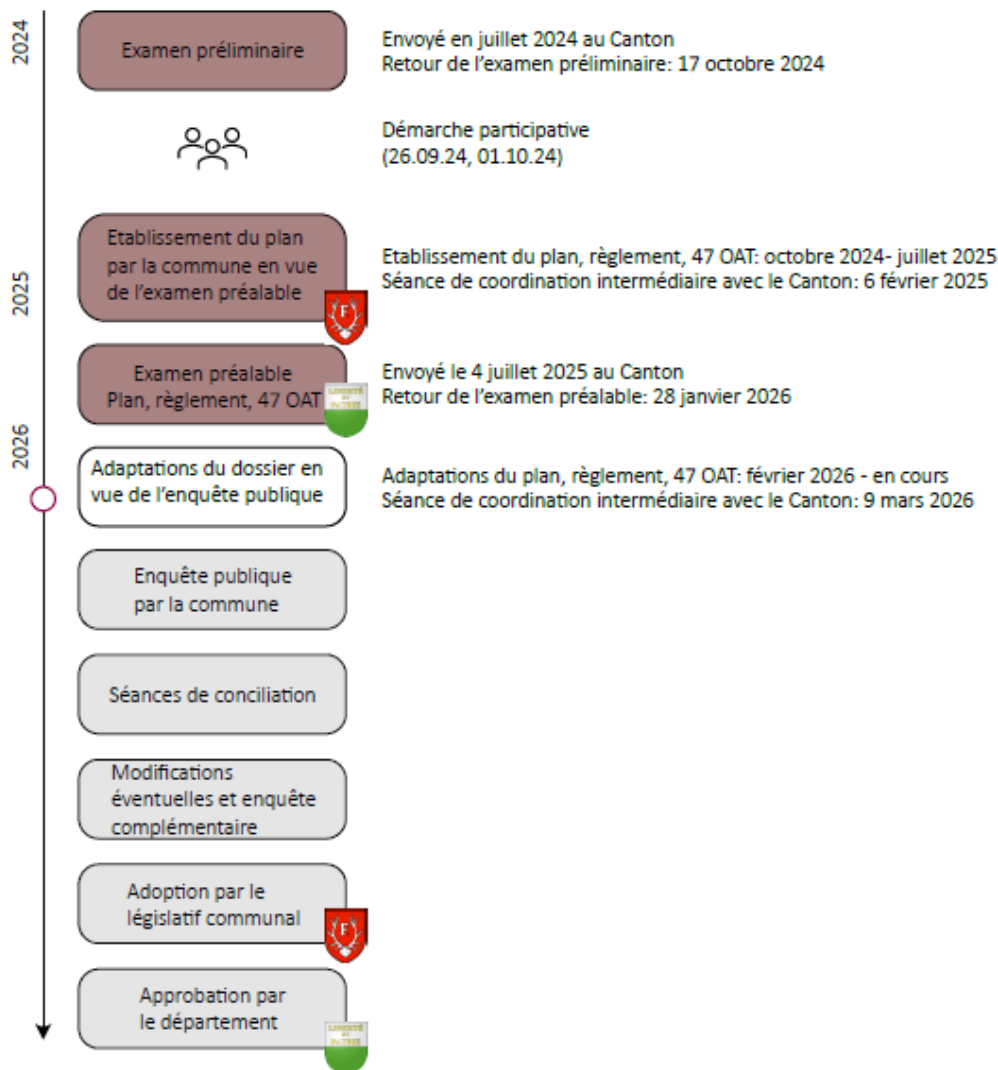 2024
Examen préliminaire
Envoyé en juillet 2024 au Canton
Retour de l'examen préliminaire: 17 octobre 2024
Démarche participative
(26.09.24, 01.10.24)
2025
Etablissement du plan
par la commune en vue
de l'examen préalable
F
Etablissement du plan, règlement, 47 OAT: octobre 2024- juillet 2025
Séance de coordination intermédiaire avec le Canton: 6 février 2025
Examen préalable
Plan, règlement, 47 OAT
LIBERTÉ
ET
PATRIE
Envoyé le 4 juillet 2025 au Canton
Retour de l'examen préalable: 28 janvier 2026
2026
Adaptations du dossier en
vue de l'enquête publique
Adaptations du plan, règlement, 47 OAT: février 2026 - en cours
Séance de coordination intermédiaire avec le Canton: 9 mars 2026
Enquête publique
par la commune
Séances de conciliation
Modifications
éventuelles et enquête
complémentaire
Adoption par le
législatif communal
F
Approbation par
le département
LIBERTÉ
ET
PATRIE